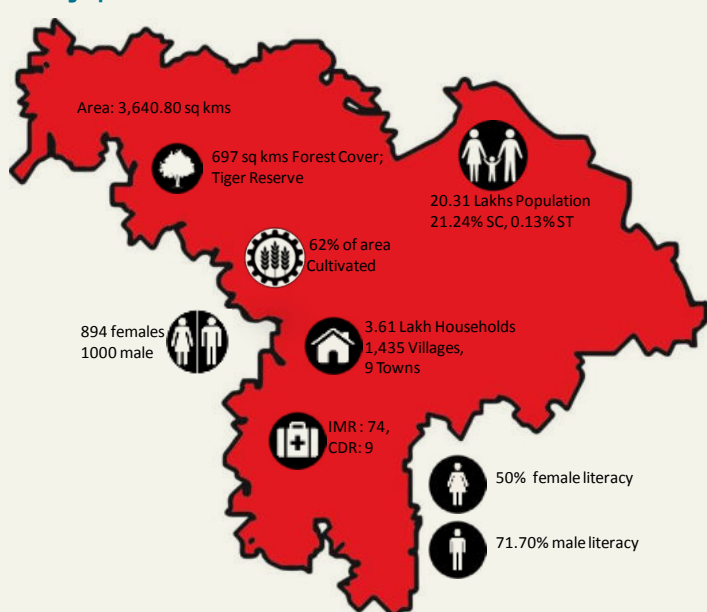 Area: 3,640.80 sq kms
697 sq kms Forest Cover;
Tiger Reserve
20.31 Lakhs Population
21.24% SC, 0.13% ST
62% of area
Cultivated
894 females
1000 male
3.61 Lakh Households
1,435 Villages,
9 Towns
IMR : 74,
CDR: 9
50% female literacy
71.70% male literacy